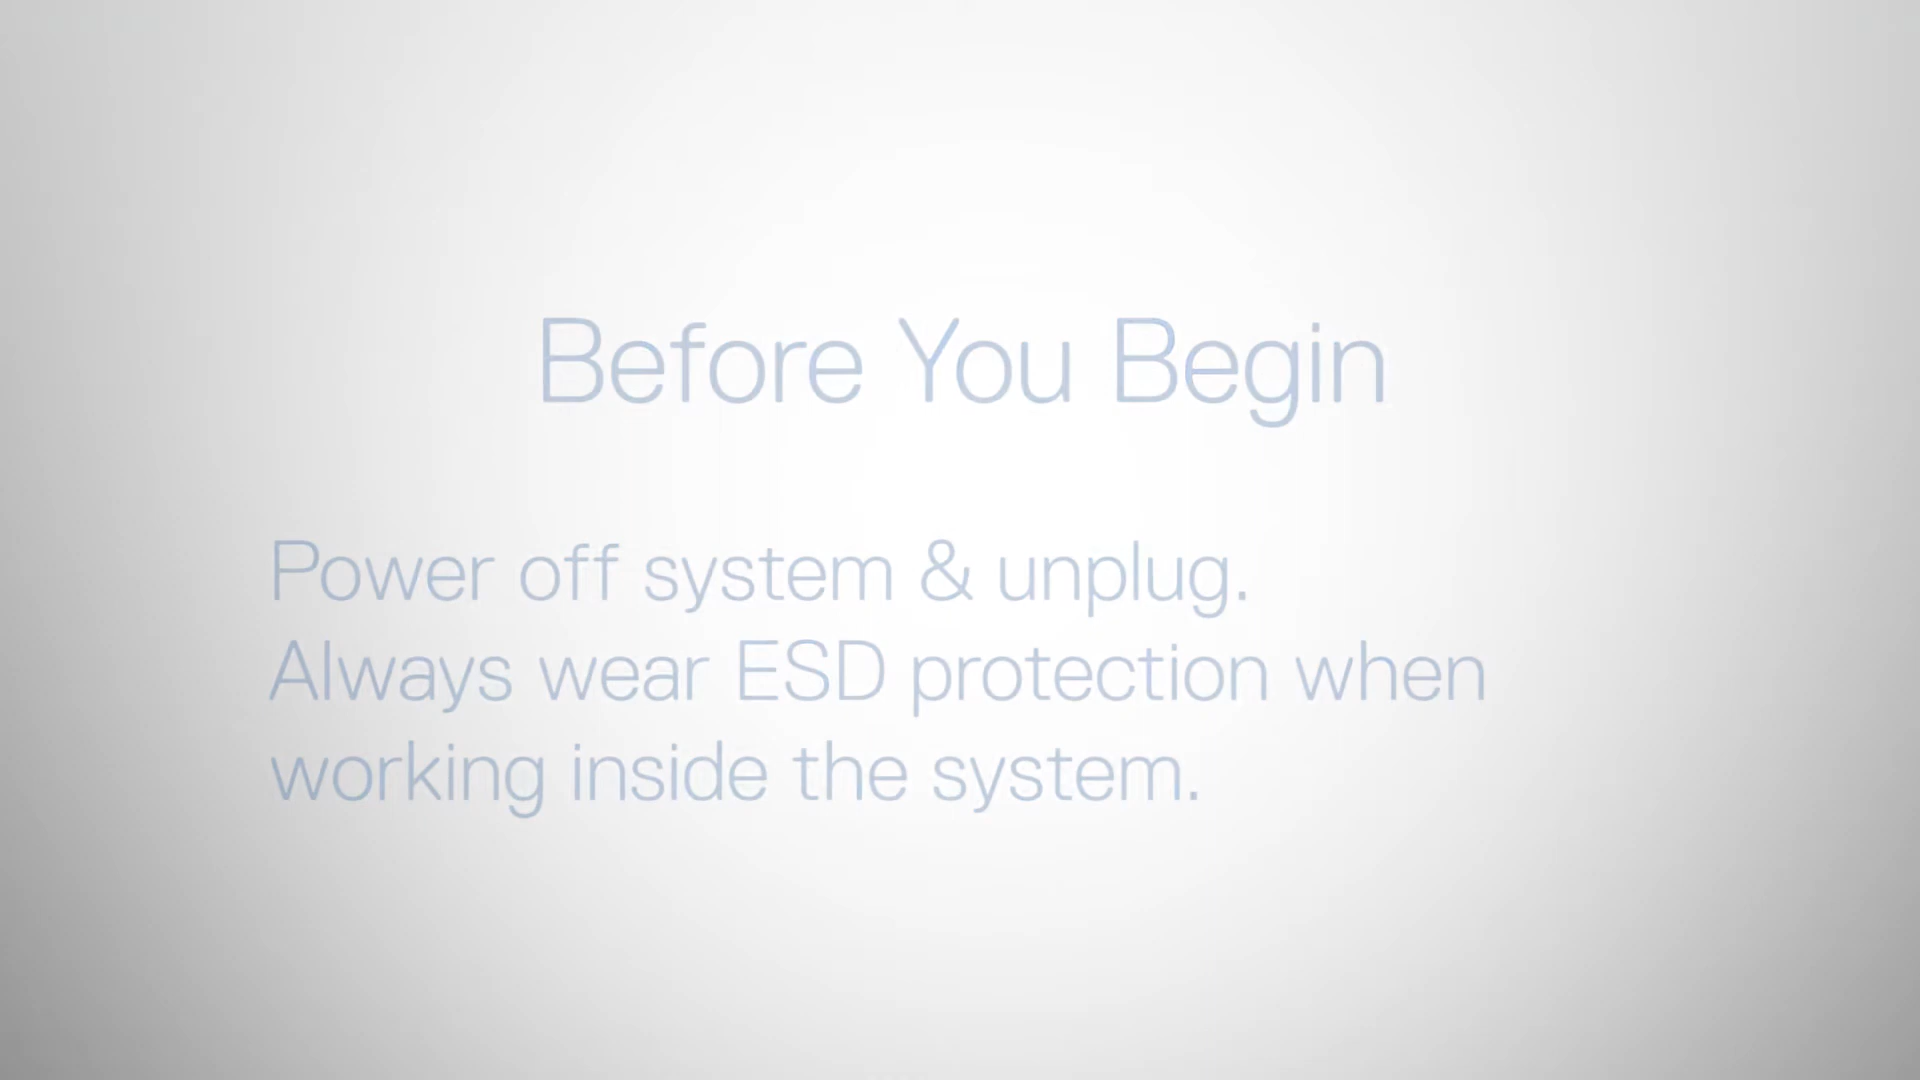 Before You Begin
Power off system & unplug.
Always wear ESD protection when
working inside the system.